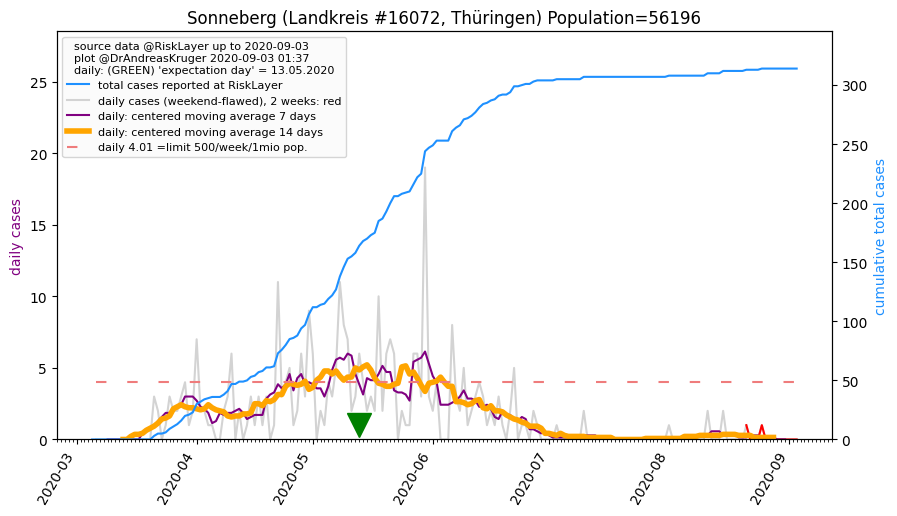 Sonneberg (Landkreis #16072, Thüringen) Population=56196
source data @RiskLayer up to 2020-09-03
plot @DrAndreasKruger 2020-09-03 01:37
daily: (GREEN) 'expectation day' = 13.05.2020
total cases reported at RiskLayer
daily cases (weekend-flawed), 2 weeks: red
daily: centered moving average 7 days
daily: centered moving average 14 days
daily 4.01 =limit 500/week/1mio pop.
daily cases
0
5
10
15
20
25
cumulative total cases
0
50
100
150
200
250
300
2020-03
2020-04
2020-05
2020-06
2020-07
2020-08
2020-09